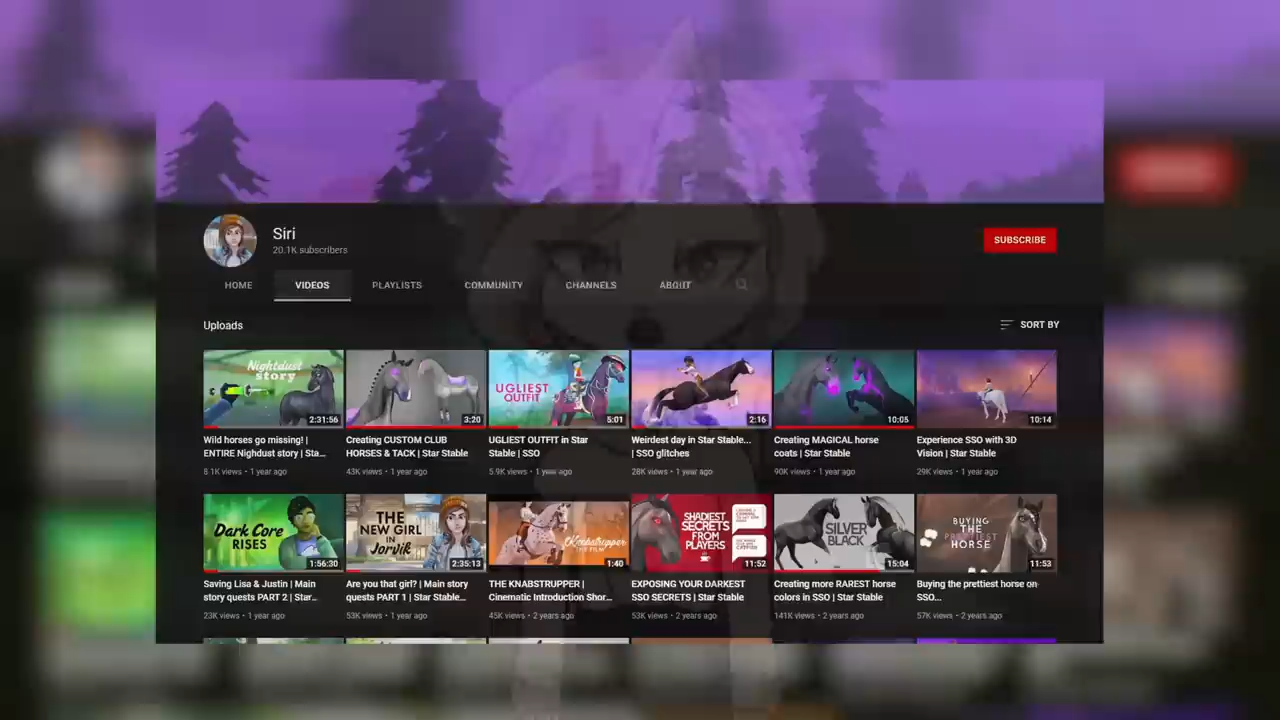 Siri
20.1K subscribers
SUBSCRIBE
HOME VIDEOS PLAYLISTS COMMUNITY CHANNELS ABOUT
Uploads
SORT BY
Nightdust
story
2:31:56
3:20
UGLIEST
OUTFIT
5:01
2:16
10:05
10:14
Wild horses go missing! |
ENTIRE Nighdust story | Sta...
8.1K views • 1 year ago
Creating CUSTOM CLUB
HORSES & TACK | Star Stable
43K views • 1 year ago
UGLIEST OUTFIT in Star
Stable | SSO
5.9K views • 1 year ago
Weirdest day in Star Stable...
| SSO glitches
28K views • 1 year ago
Creating MAGICAL horse
coats | Star Stable
90K views • 1 year ago
Experience SSO with 3D
Vision | Star Stable
29K views • 1 year ago
Dark Core
RISES
1:56:30
THE
NEW GIRL
IN
Jorvik
2:35:13
Knabstrupper
THE FILM
1:40
SHADIEST
SECRETS
FROM
PLAYERS
11:52
SILVER
BLACK
15:04
BUYING
THE
PRETTIEST
HORSE
11:53
Saving Lisa & Justin | Main
story quests PART 2 | Star...
23K views • 1 year ago
Are you that girl? | Main story
quests PART 1 | Star Stable...
53K views • 1 year ago
THE KNABSTRUPPER |
Cinematic Introduction Shor...
45K views • 2 years ago
EXPOSING YOUR DARKEST
SSO SECRETS | Star Stable
53K views • 2 years ago
Creating more RAREST horse
colors in SSO | Star Stable
141K views • 2 years ago
Buying the prettiest horse on
SSO...
57K views • 2 years ago